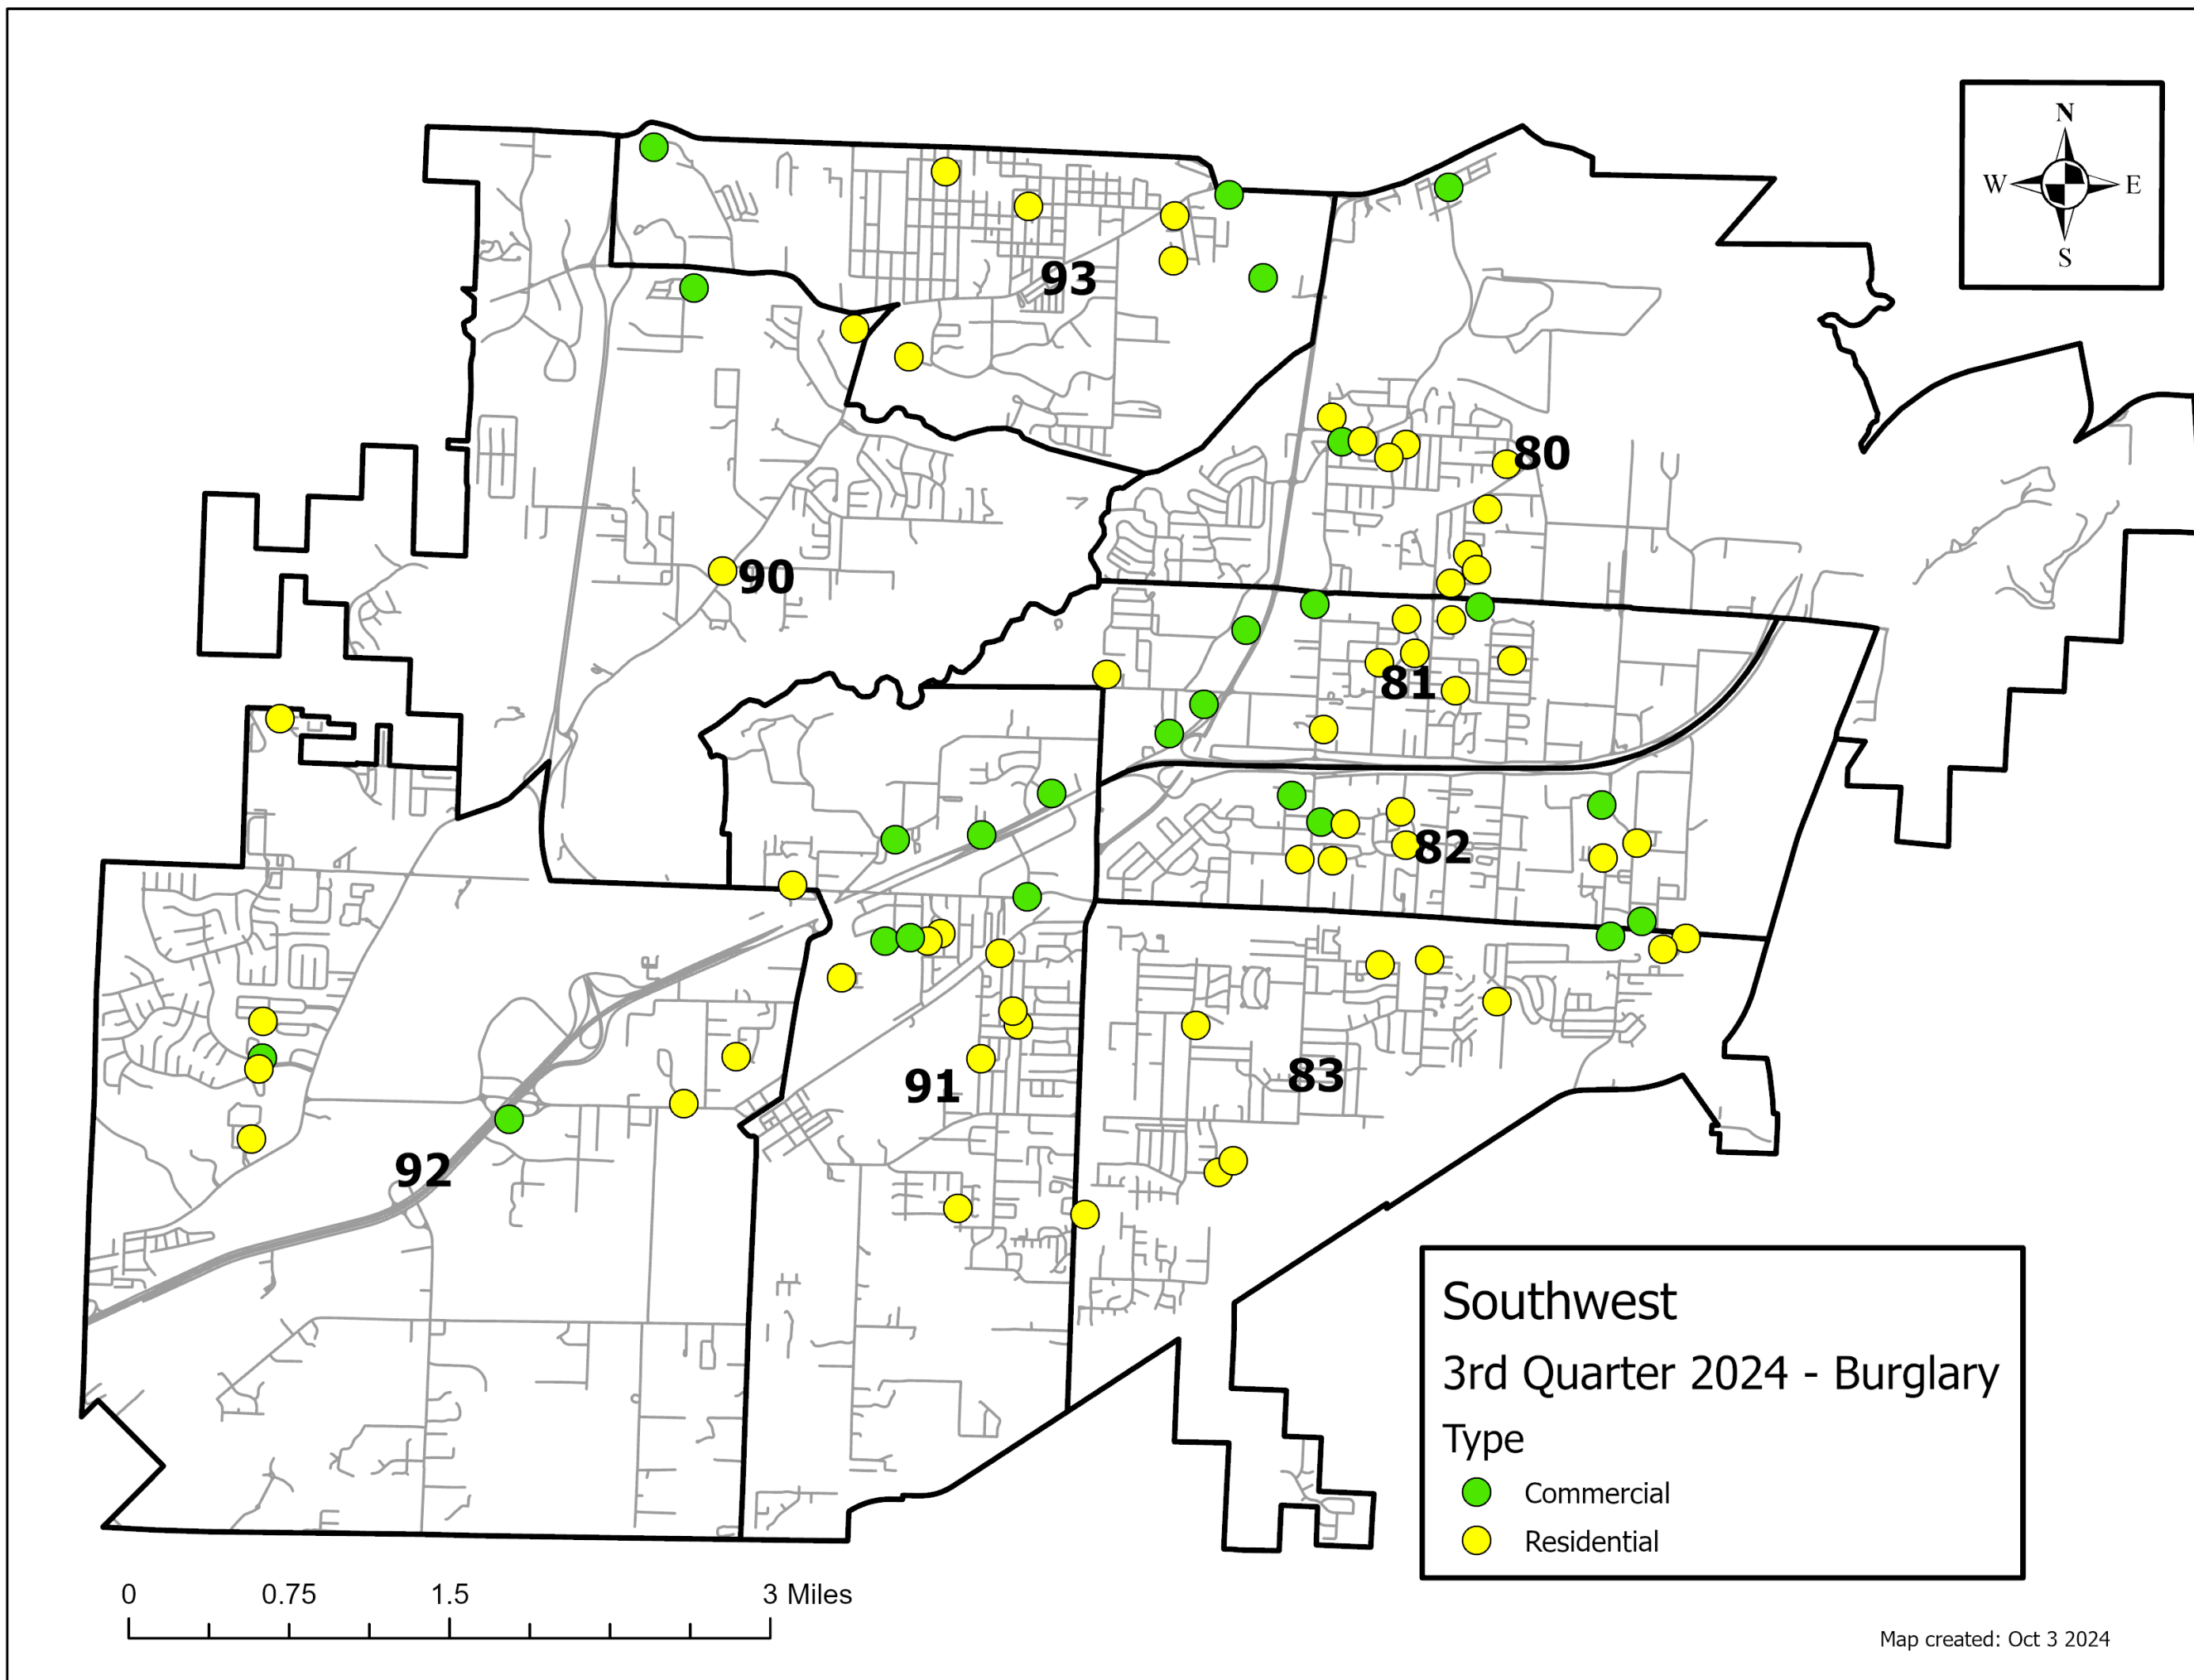 N
W E
S
93
80
90
81
82
91
83
92
Southwest
3rd Quarter 2024 - Burglary
Type
Commercial
Residential
0 0.75 1.5 3 Miles
Map created: Oct 3 2024